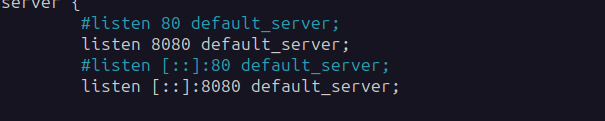 server {
#listen 80 default_server;
listen 8080 default_server;
#listen [::]:80 default_server;
listen [::]:8080 default_server;